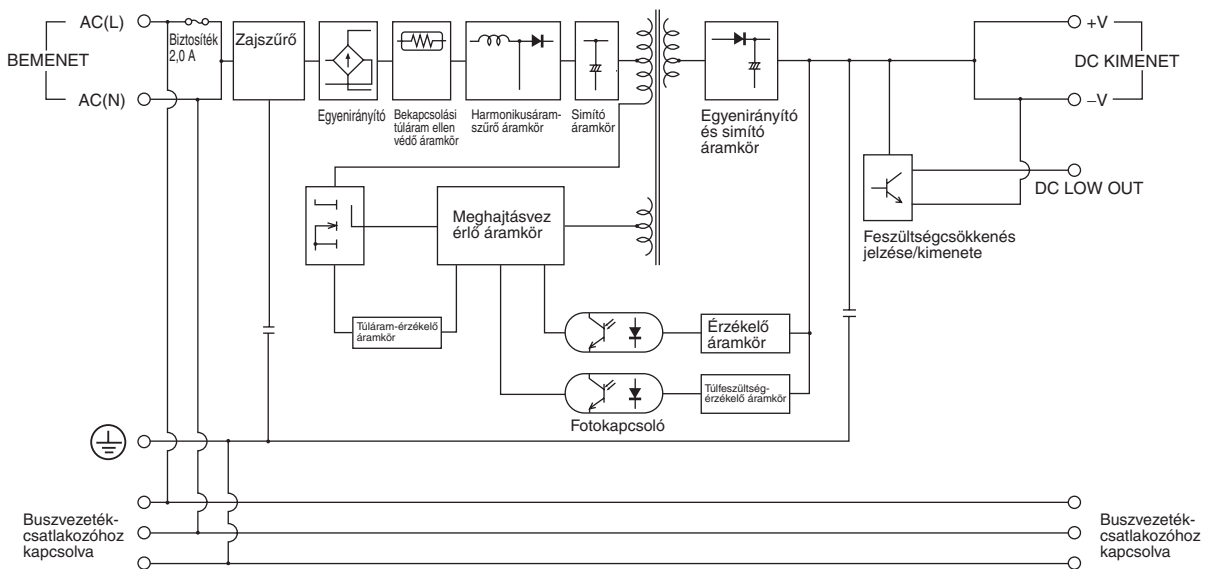 AC(L)
BEMENET
AC(N)
Biztosíték
2,0 A
Zajszűrő
Egyenirányító
Bekapcsolási
túláram ellen
védő áramkör
Harmonikusáram-
szűrő áramkör
Simító
áramkör
Egyenirányító
és simító
áramkör
+V
DC KIMENET
–V
DC LOW OUT
Feszültségcsökkenés
jelzése/kimenete
Meghajtásvez
érlő áramkör
Túláram-érzékelő
áramkör
Érzékelő
áramkör
Túlfeszültség-
érzékelő áramkör
Fotokapcsoló
Buszvezeték-
csatlakozóhoz
kapcsolva
Buszvezeték-
csatlakozóhoz
kapcsolva